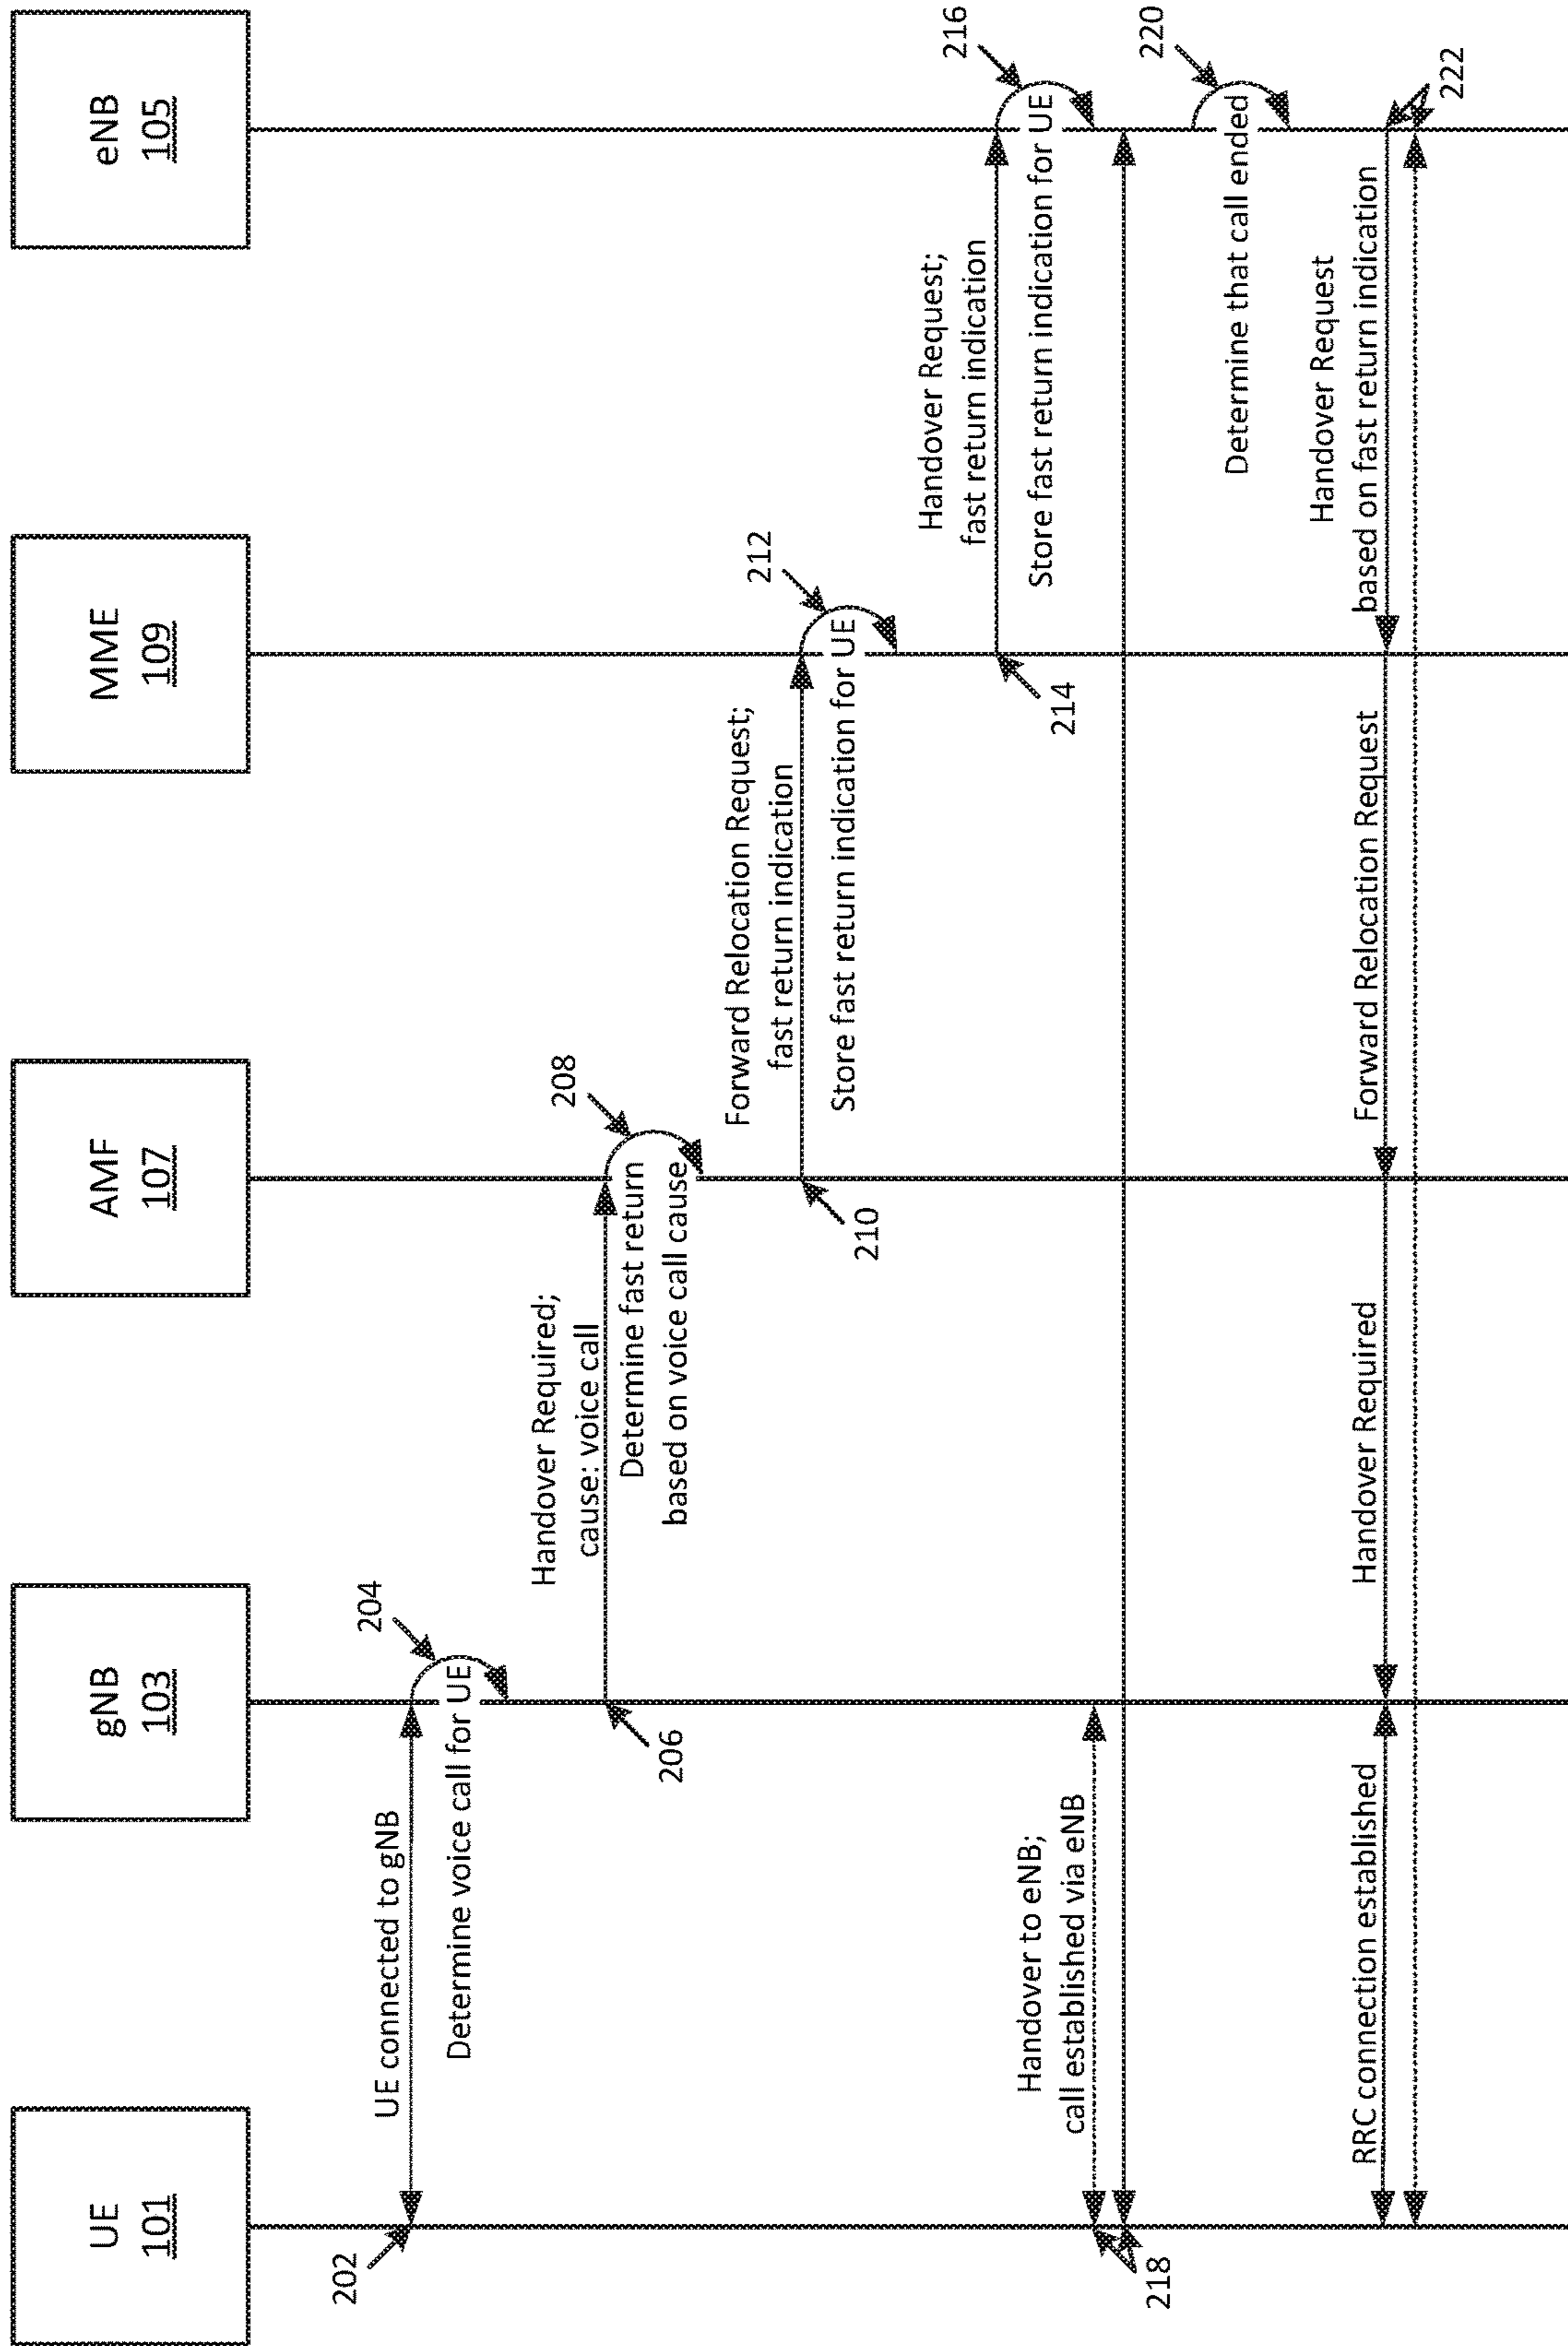 UE
101
gNB
103
AMF
107
MME
109
eNB
105
202
UE connected to gNB
204
Determine voice call for UE
206
Handover Required;
cause: voice call
208
Determine fast return
based on voice call cause
210
Forward Relocation Request;
fast return indication
212
Store fast return indication for UE
214
Handover Request;
fast return indication
216
Store fast return indication for UE
218
Handover to eNB;
call established via eNB
220
Determine that call ended
222
Handover Request
based on fast return indication
Forward Relocation Request
Handover Required
RRC connection established